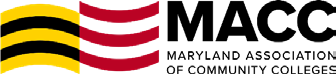 MACC
MARYLAND ASSOCIATION
OF COMMUNITY COLLEGES